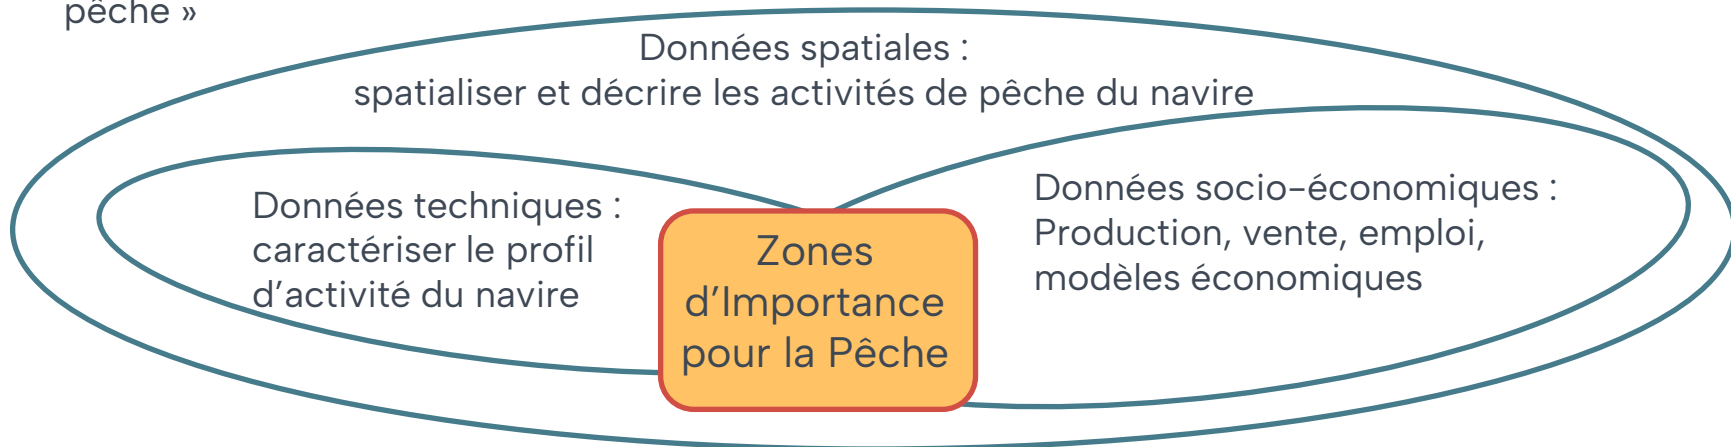 pêche »
Données spatiales :
spatialiser et décrire les activités de pêche du navire
Données techniques :
caractériser le profil
d’activité du navire
Zones
d’Importance
pour la Pêche
Données socio-économiques :
Production, vente, emploi,
modèles économiques